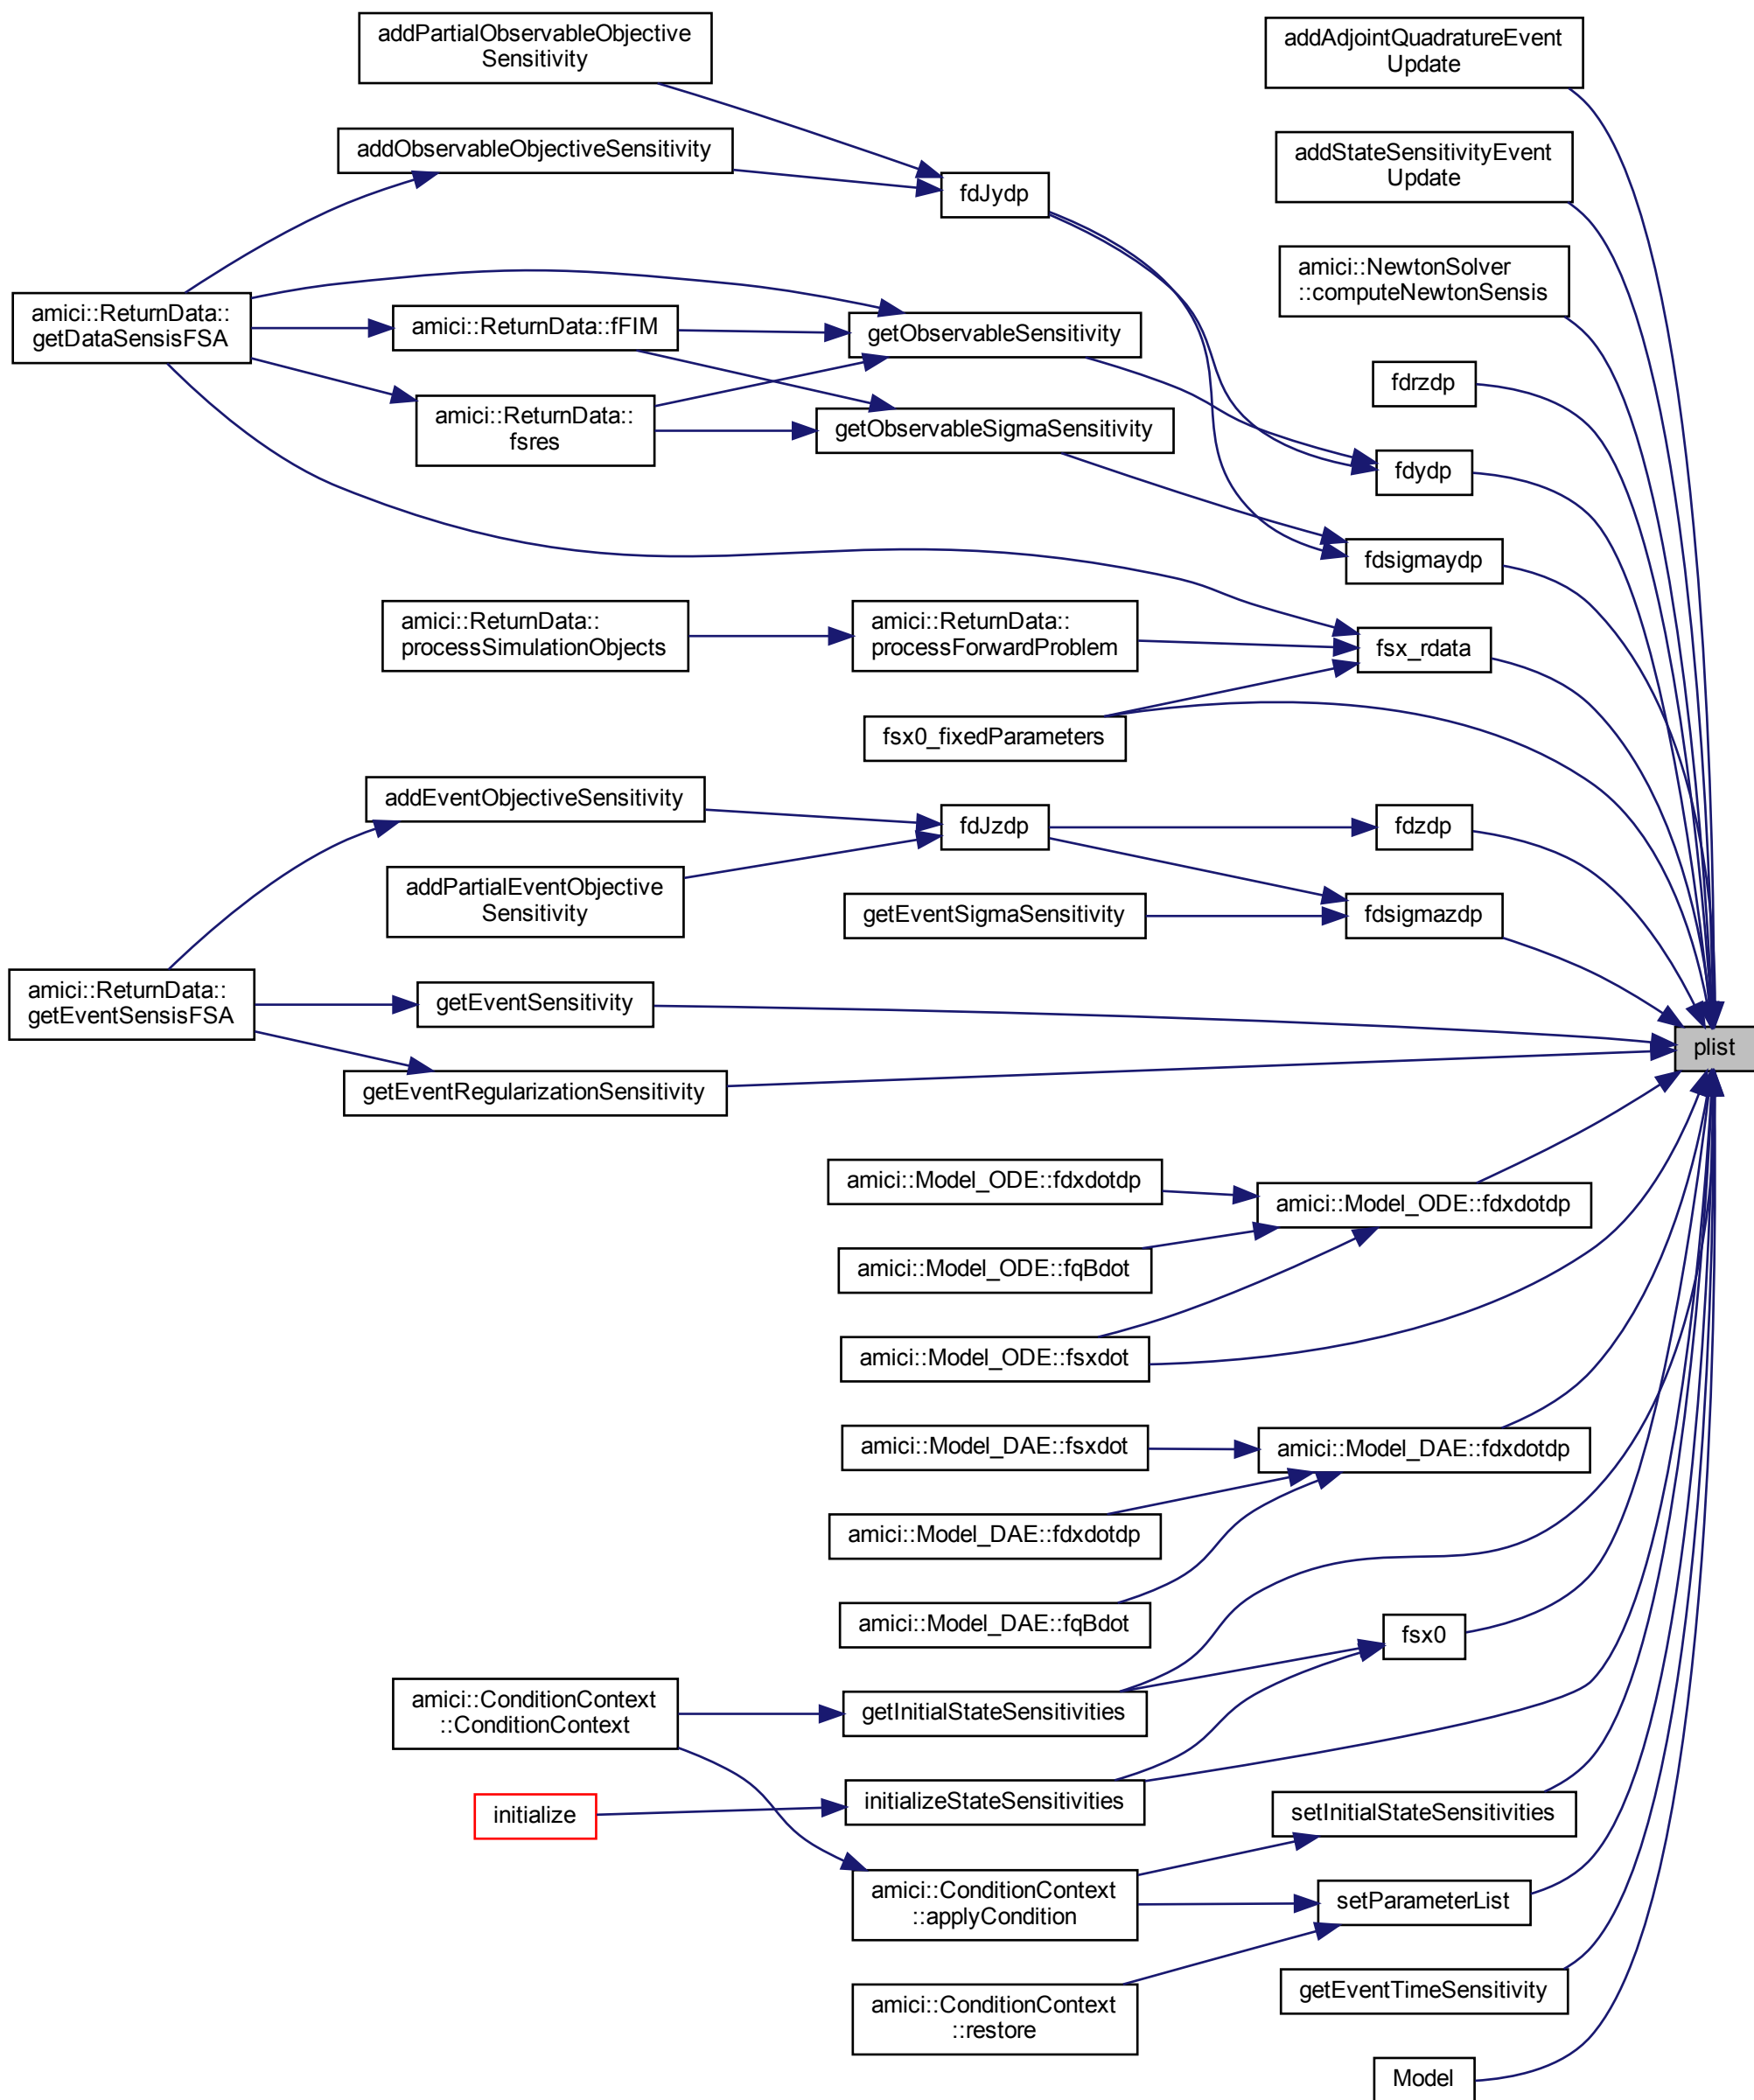 addPartialObservableObjective
Sensitivity
addAdjointQuadratureEvent
Update
addObservableObjectiveSensitivity
addStateSensitivityEvent
Update
fdJydp
amici::NewtonSolver
::computeNewtonSensis
amici::ReturnData::
getDataSensisFSA
amici::ReturnData::fFIM
getObservableSensitivity
fdrzdp
amici::ReturnData::
fsres
getObservableSigmaSensitivity
fdydp
fdsigmaydp
amici::ReturnData::
processSimulationObjects
amici::ReturnData::
processForwardProblem
fsx_rdata
fsx0_fixedParameters
addEventObjectiveSensitivity
fdJzdp
fdzdp
addPartialEventObjective
Sensitivity
getEventSigmaSensitivity
fdsigmazdp
amici::ReturnData::
getEventSensisFSA
getEventSensitivity
plist
getEventRegularizationSensitivity
amici::Model_ODE::fdxdotdp
amici::Model_ODE::fdxdotdp
amici::Model_ODE::fqBdot
amici::Model_ODE::fsxdot
amici::Model_DAE::fsxdot
amici::Model_DAE::fdxdotdp
amici::Model_DAE::fdxdotdp
amici::Model_DAE::fqBdot
fsx0
amici::ConditionContext
::ConditionContext
getInitialStateSensitivities
initialize
initializeStateSensitivities
setInitialStateSensitivities
amici::ConditionContext
::applyCondition
setParameterList
amici::ConditionContext
::restore
getEventTimeSensitivity
Model